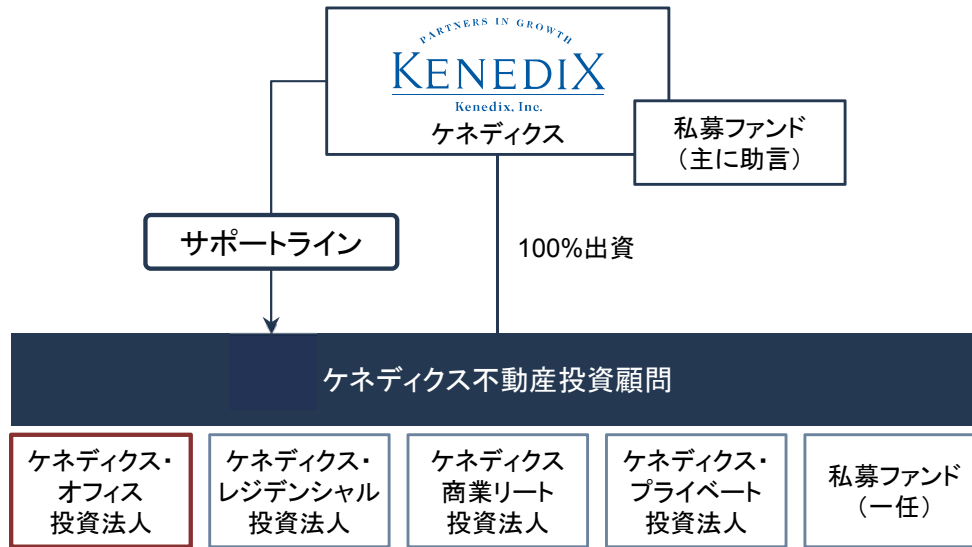 PARTNERS IN GROWTH
KENEDIX
Kenedix, Inc.
ケネディクス
私募ファンド
（主に助言）
サポートライン
100%出資
ケネディクス不動産投資顧問
ケネディクス・
オフィス
投資法人
ケネディクス・
レジデンシャル
投資法人
ケネディクス
商業リート
投資法人
ケネディクス・
プライベート
投資法人
私募ファンド
（一任）